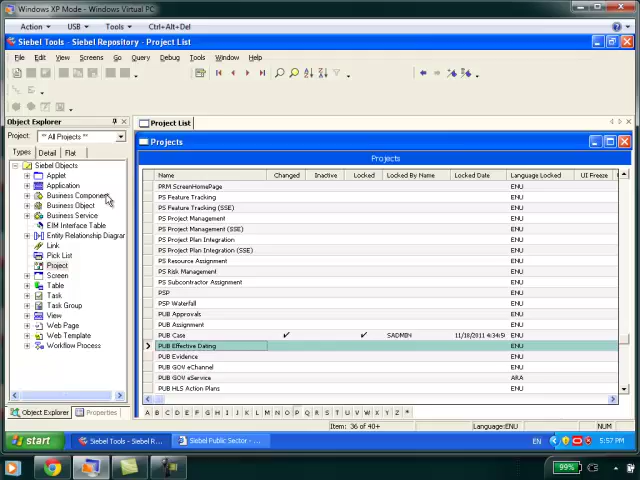 Windows XP Mode - Windows Virtual PC
Action USB Tools Ctrl+Alt+Del
Siebel Tools - Siebel Repository - Project List
File Edit View Screens Go Query Debug Tools Window Help
Object Explorer
Project: ** All Projects **
Types Detail Flat
Siebel Objects
Applet
Application
Business Component
Business Object
Business Service
EIM Interface Table
Entity Relationship Diagrar
Link
Pick List
Project
Screen
Table
Task
Task Group
View
Web Page
Web Template
Workflow Process
Object Explorer Properties
Project List
Projects
Projects
Name Changed Inactive Locked Locked By Name Locked Date Language Locked UI Freeze
PRM ScreenHomePage ENU
PS Feature Tracking ENU
PS Feature Tracking (SSE) ENU
PS Project Management ENU
PS Project Management (SSE) ENU
PS Project Plan Integration ENU
PS Project Plan Integration (SSE) ENU
PS Resource Assignment ENU
PS Risk Management ENU
PS Subcontractor Assignment ENU
PSP ENU
PSP Waterfall ENU
PUB Approvals ENU
PUB Assignment ENU
PUB Case ✓ ✓ SADMIN 11/18/2011 4:34:5 ENU
PUB Effective Dating ENU
PUB Evidence ENU
PUB GOV eChannel ENU
PUB GOV eService ARA
PUB HLS Action Plans ENU
A B C D E F G H I J K L M N O P Q R S T U V W X Y Z *
Item: 36 of 40+ Language:ENU NUM
start Siebel Tools - Siebel R... Siebel Public Sector - ... EN 5:57 PM
99%